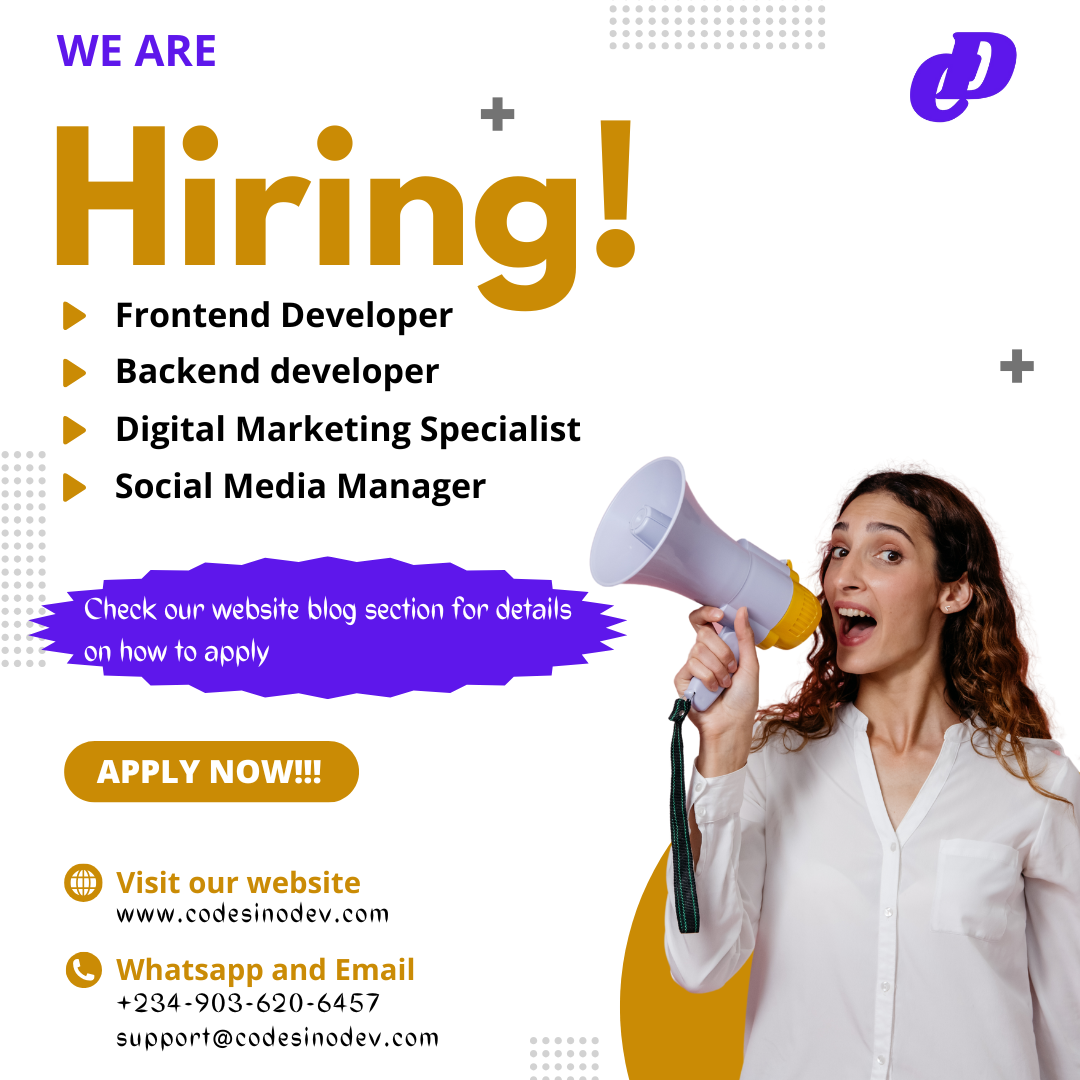 WE ARE
Hiring!
Frontend Developer
Backend developer
Digital Marketing Specialist
Social Media Manager
Check our website blog section for details
on how to apply
APPLY NOW!!!
Visit our website
www.codesinodev.com
Whatsapp and Email
+234-903-620-6457
support@codesinodev.com